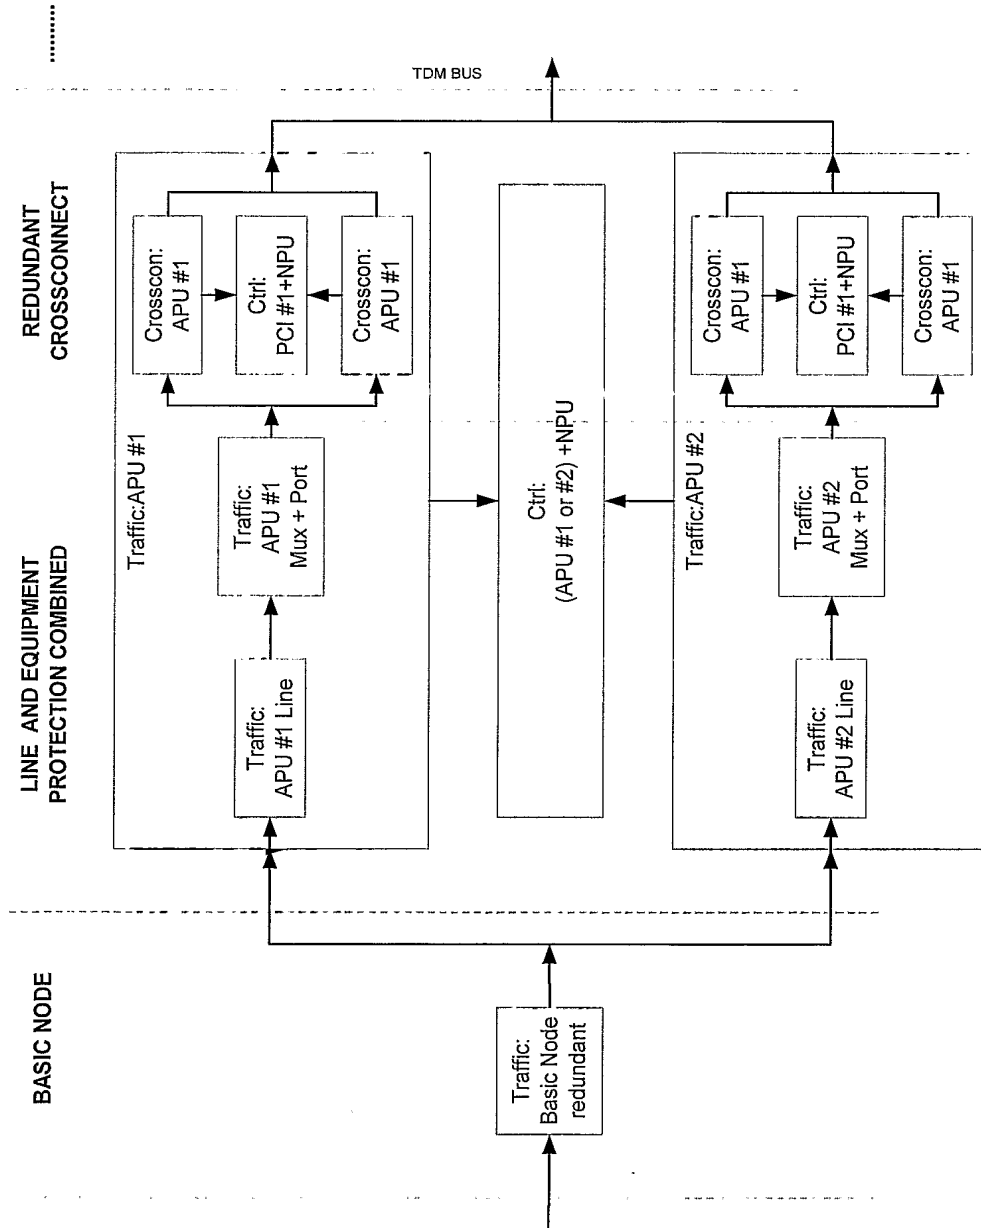 TDM BUS
REDUNDANT
CROSSCONNECT
LINE AND EQUIPMENT
PROTECTION COMBINED
BASIC NODE
Traffic:APU #1
Crosscon:
APU #1
Ctrl:
PCI #1+NPU
Crosscon:
APU #1
Traffic:
APU #1
Mux + Port
Traffic:
APU #1 Line
Ctrl:
(APU #1 or #2) +NPU
Traffic:APU #2
Crosscon:
APU #1
Ctrl:
PCI #1+NPU
Crosscon:
APU #1
Traffic:
APU #2
Mux + Port
Traffic:
APU #2 Line
Traffic:
Basic Node
redundant